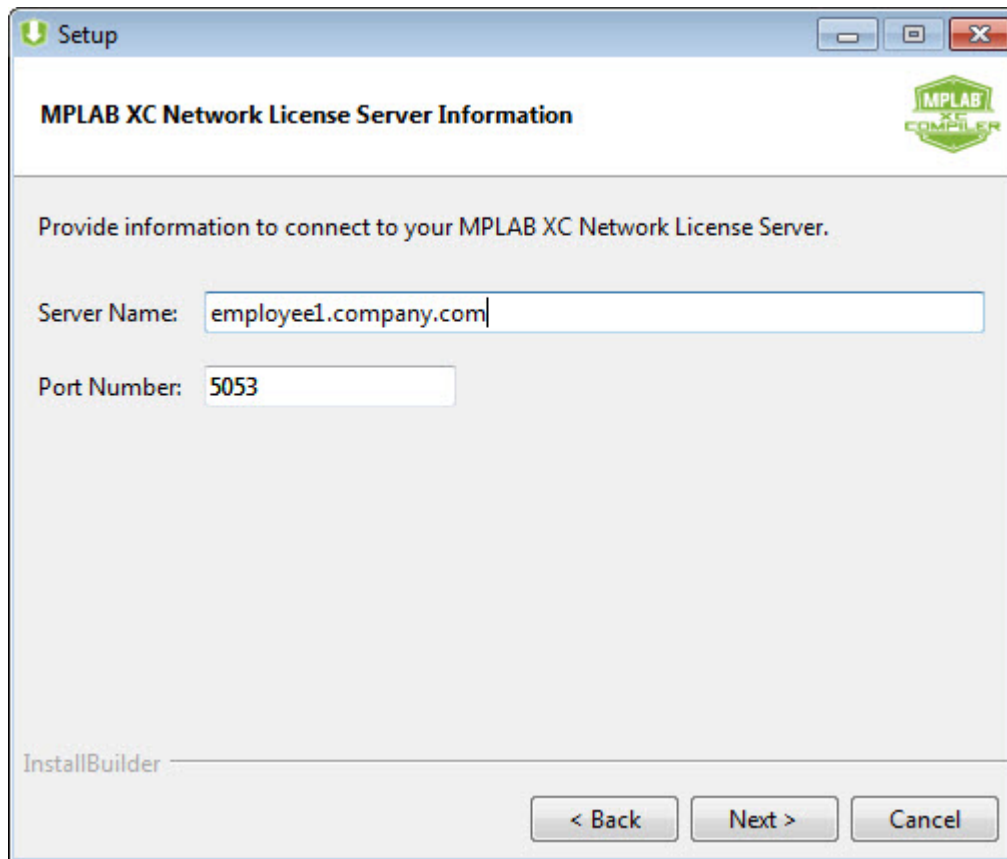 Setup
MPLAB XC Network License Server Information
MPLAB
XC
COMPILER
Provide information to connect to your MPLAB XC Network License Server.
Server Name: employee1.company.com
Port Number: 5053
InstallBuilder
< Back Next > Cancel